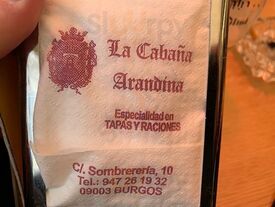 La Cabaña
Arandina
Especialidad en
TAPAS Y RACIONES
C/. Sombrerería, 10
Tel.: 947 26 19 32
09003 BURGOS